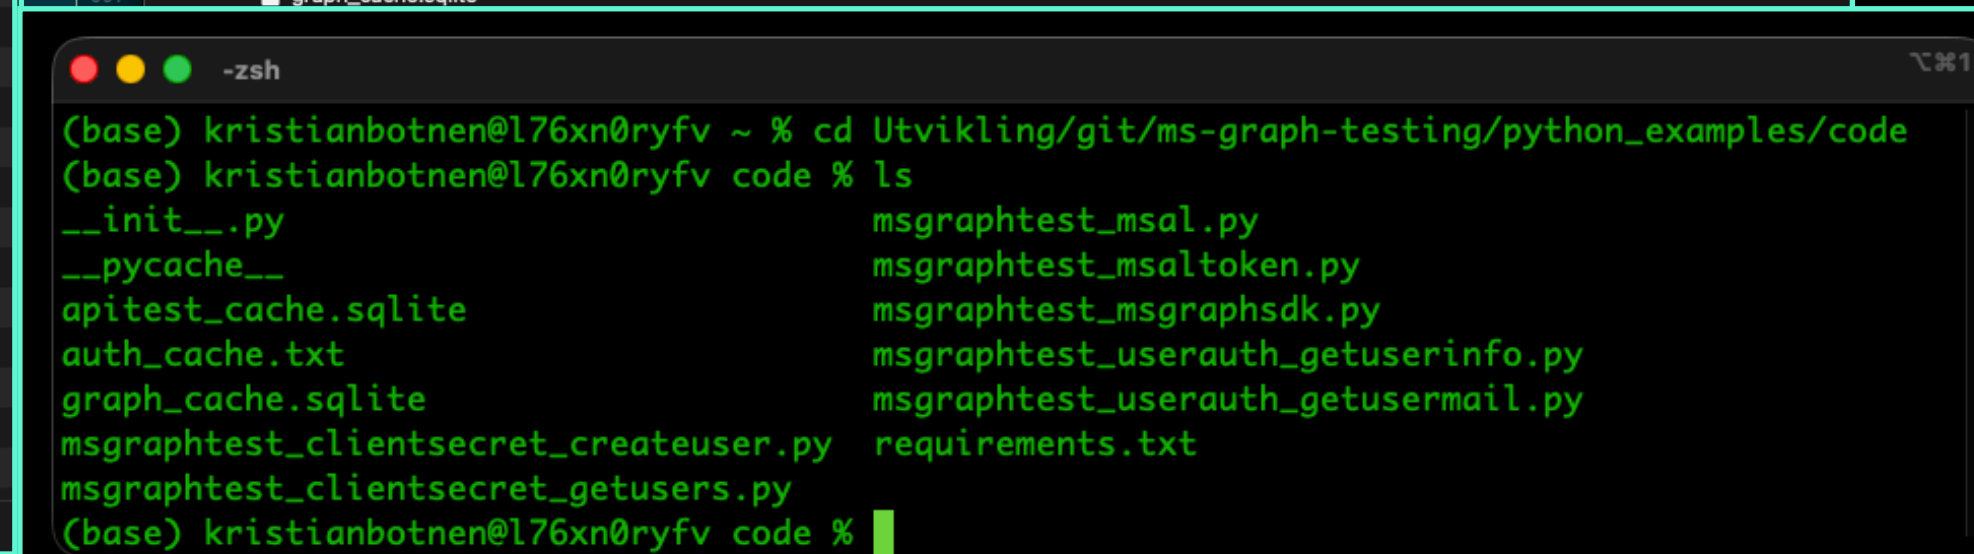 -zsh
⌥⌘1
(base) kristianbotnen@l76xn0ryfv ~ % cd Utvikling/git/ms-graph-testing/python_examples/code
(base) kristianbotnen@l76xn0ryfv code % ls
__init__.py msgraphtest_msal.py
__pycache__ msgraphtest_msaltoken.py
apitest_cache.sqlite msgraphtest_msgraphsdk.py
auth_cache.txt msgraphtest_userauth_getuserinfo.py
graph_cache.sqlite msgraphtest_userauth_getusermail.py
msgraphtest_clientsecret_createuser.py requirements.txt
msgraphtest_clientsecret_getusers.py
(base) kristianbotnen@l76xn0ryfv code %